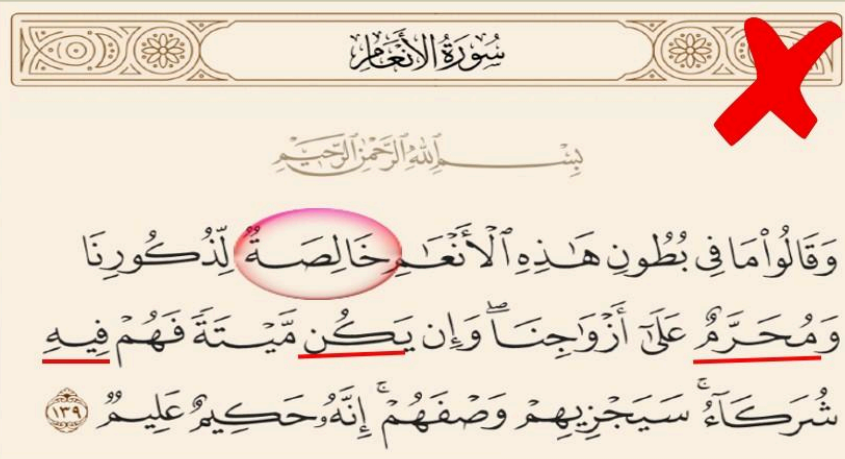 سُورَةُ الأَنْعَامِ
بِسْمِ ٱللَّهِ ٱلرَّحْمَٰنِ ٱلرَّحِيمِ
وَقَالُوا۟ مَا فِى بُطُونِ هَـٰذِهِ ٱلْأَنْعَـٰمِ خَالِصَةٌ لِّذُكُورِنَا
وَمُحَرَّمٌ عَلَىٰٓ أَزْوَٰجِنَا ۖ وَإِن يَكُن مَّيْتَةً فَهُمْ فِيهِ
شُرَكَآءُ ۚ سَيَجْزِيهِمْ وَصْفَهُمْ ۚ إِنَّهُۥ حَكِيمٌ عَلِيمٌ ١٣٩